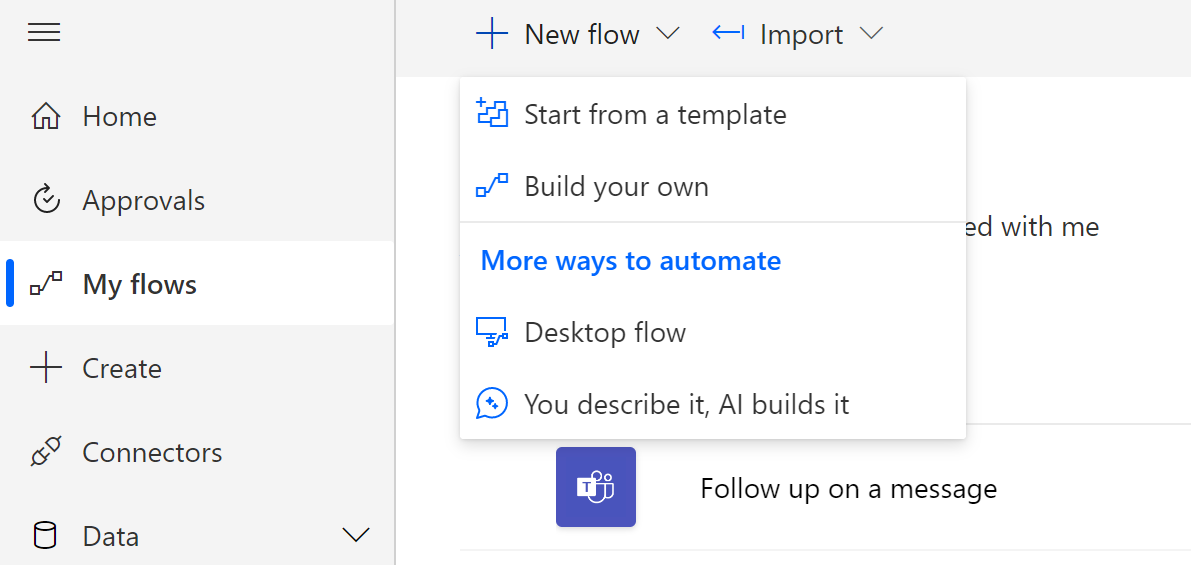 New flow
Import
Home
Approvals
My flows
Create
Connectors
Data
Start from a template
Build your own
More ways to automate
Desktop flow
You describe it, AI builds it
ed with me
T
Follow up on a message